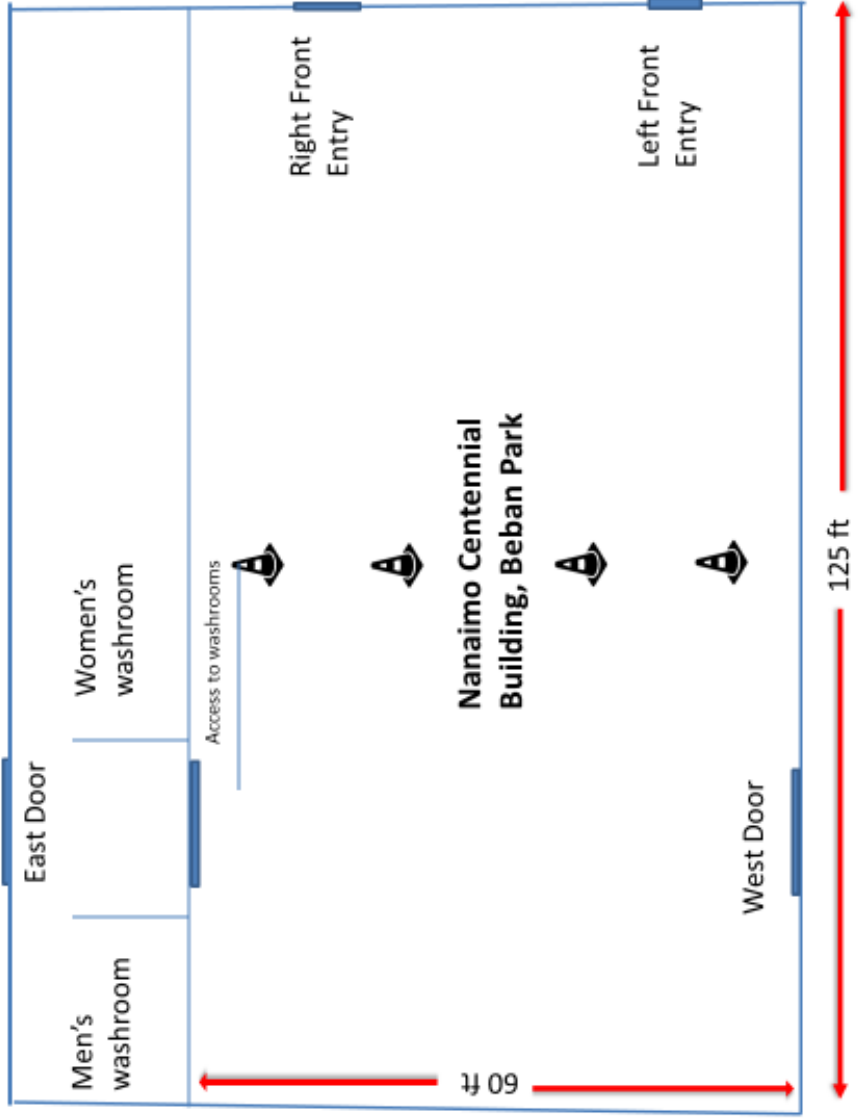 Men's
washroom
East Door
Women's
washroom
Access to washrooms
Right Front
Entry
Left Front
Entry
Nanaimo Centennial
Building, Beban Park
West Door
60 ft
125 ft